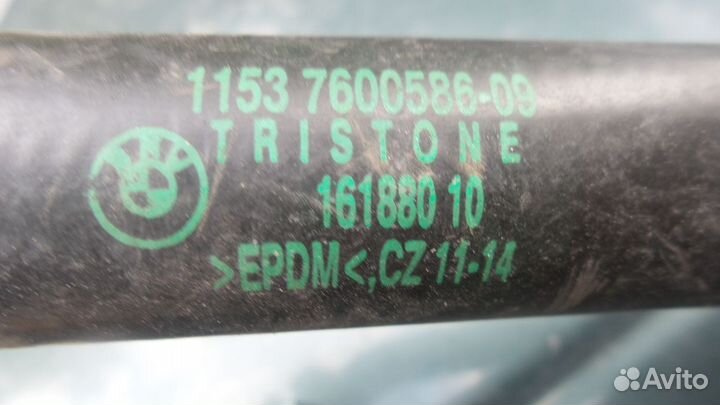 1153 7600586-09
TRISTONE
161880 10
>EPDM<,CZ 11-14
Avito